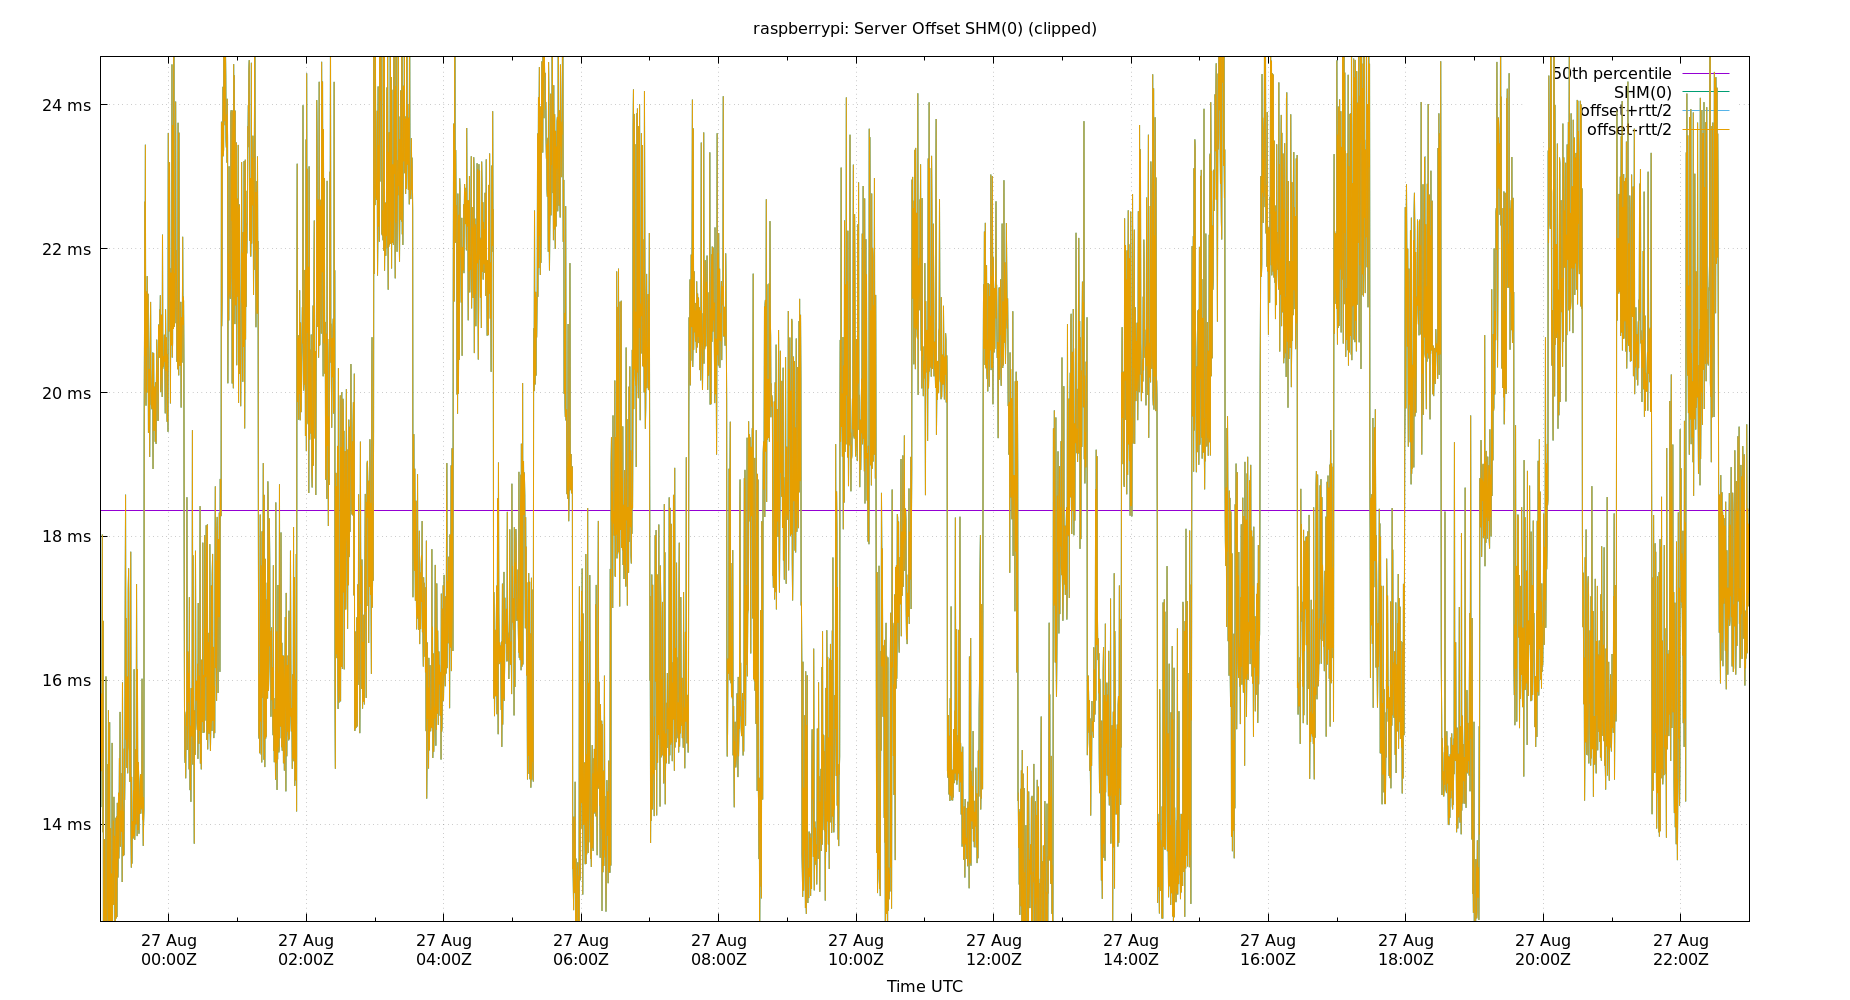 raspberrypi: Server Offset SHM(0) (clipped)
50th percentile
SHM(0)
offset+rtt/2
offset-rtt/2
24 ms
22 ms
20 ms
18 ms
16 ms
14 ms
27 Aug 27 Aug 27 Aug 27 Aug 27 Aug 27 Aug 27 Aug 27 Aug 27 Aug 27 Aug 27 Aug 27 Aug
00:00Z 02:00Z 04:00Z 06:00Z 08:00Z 10:00Z 12:00Z 14:00Z 16:00Z 18:00Z 20:00Z 22:00Z
Time UTC